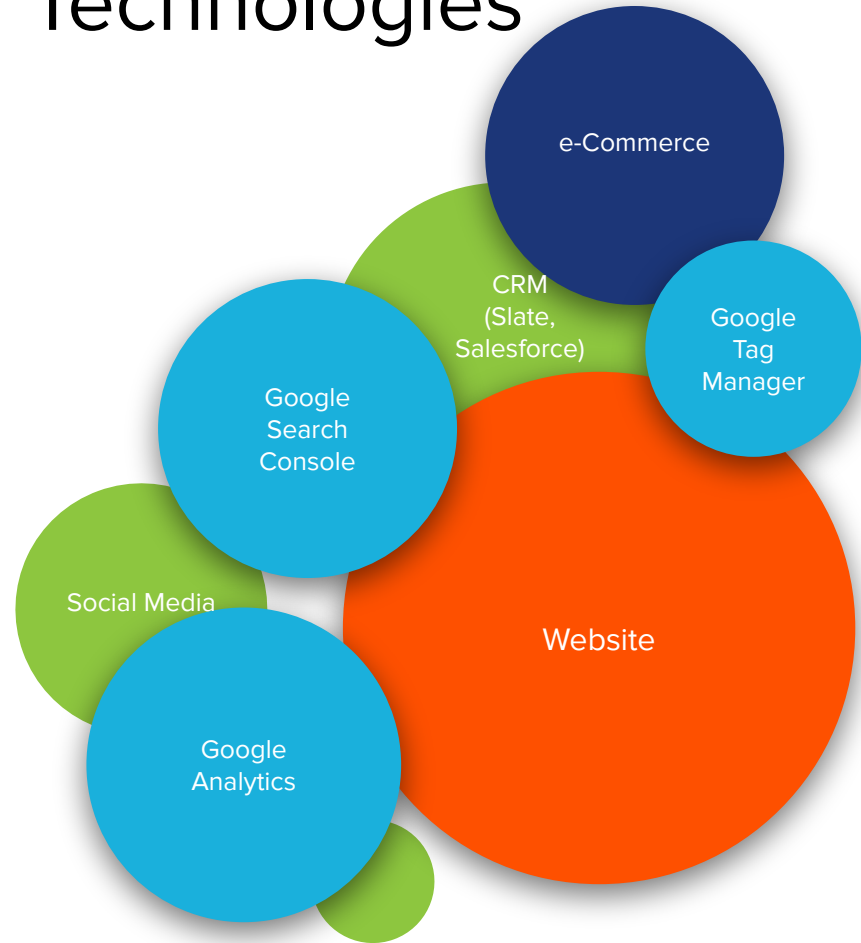 Technologies
e-Commerce
CRM
(Slate,
Salesforce)
Google
Tag
Manager
Google
Search
Console
Social Media
Website
Google
Analytics